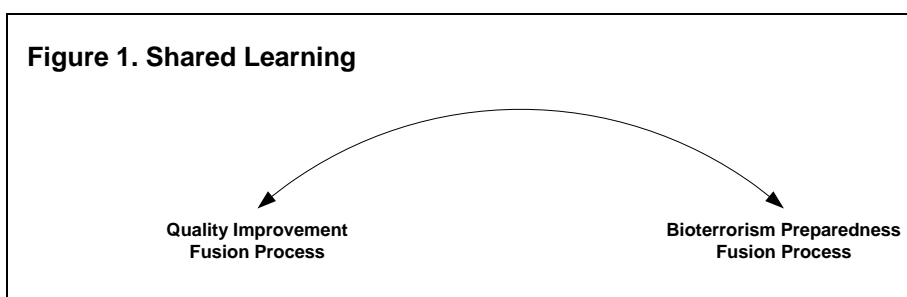 Figure 1. Shared Learning
Quality Improvement
Fusion Process
Bioterrorism Preparedness
Fusion Process